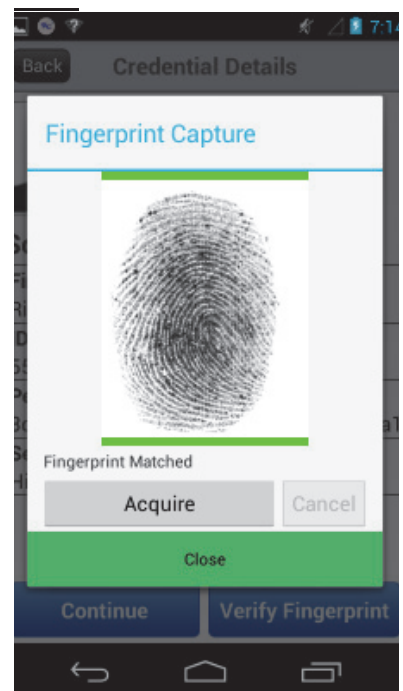 7:14
Back Credential Details
Fingerprint Capture
Fingerprint Matched
Acquire Cancel
Close
Continue Verify Fingerprint